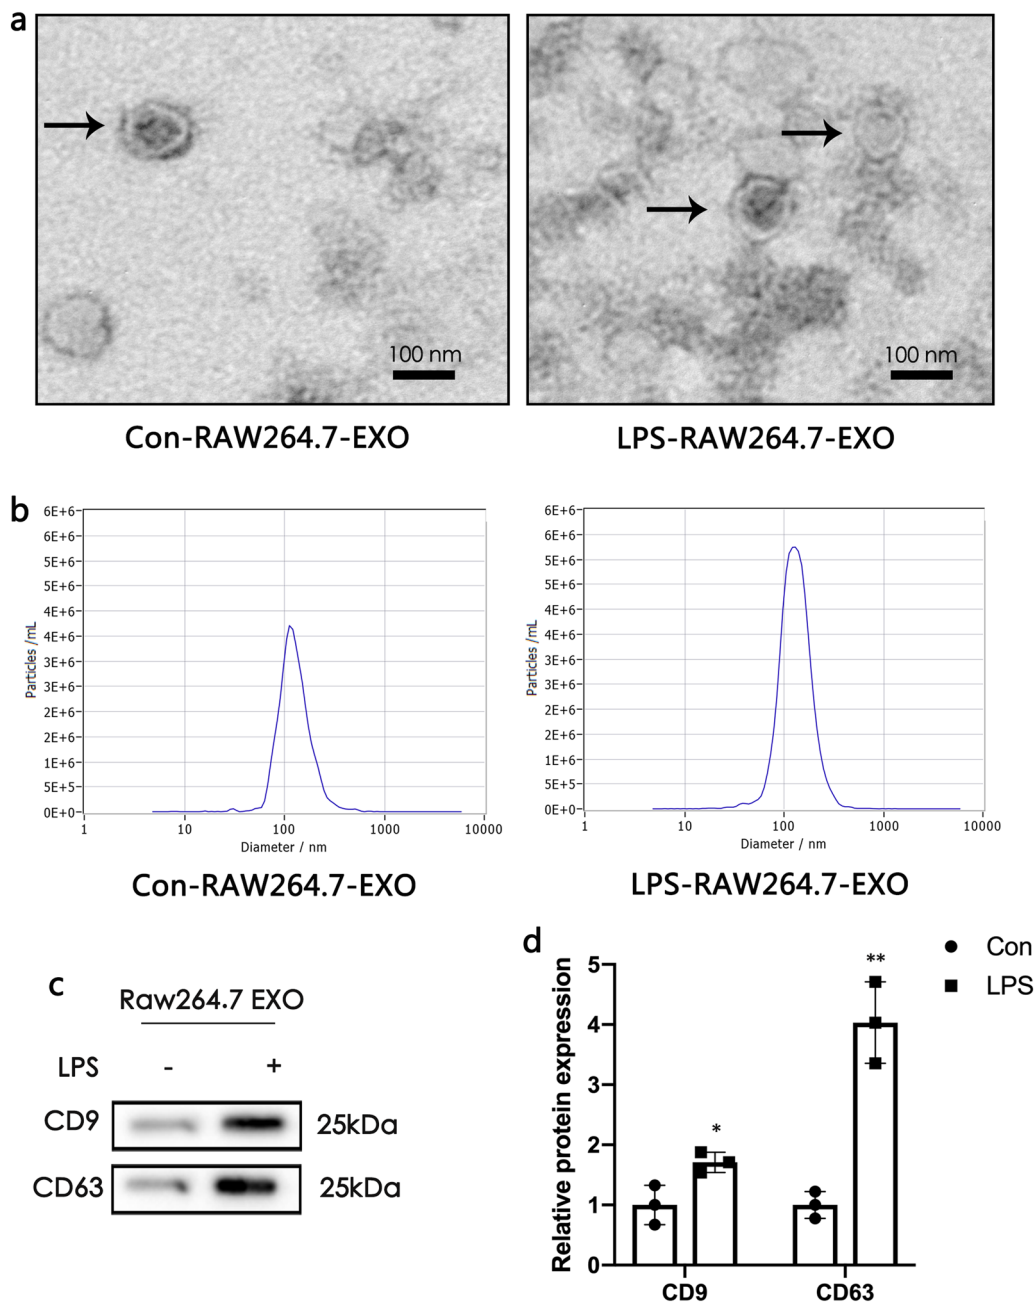 a
100 nm
100 nm
Con-RAW264.7-EXO
LPS-RAW264.7-EXO
b
6E+6
6E+6
5E+6
5E+6
4E+6
4E+6
3E+6
3E+6
2E+6
2E+6
1E+6
5E+5
0E+0
Particles /mL
1
10
100
1000
10000
Diameter / nm
Con-RAW264.7-EXO
6E+6
6E+6
5E+6
5E+6
4E+6
4E+6
3E+6
3E+6
2E+6
2E+6
1E+6
5E+5
0E+0
Particles /mL
1
10
100
1000
10000
Diameter / nm
LPS-RAW264.7-EXO
c
Raw264.7 EXO
LPS - +
CD9 25kDa
CD63 25kDa
d
Con
LPS
Relative protein expression
5
4
3
2
1
0
*
**
CD9
CD63